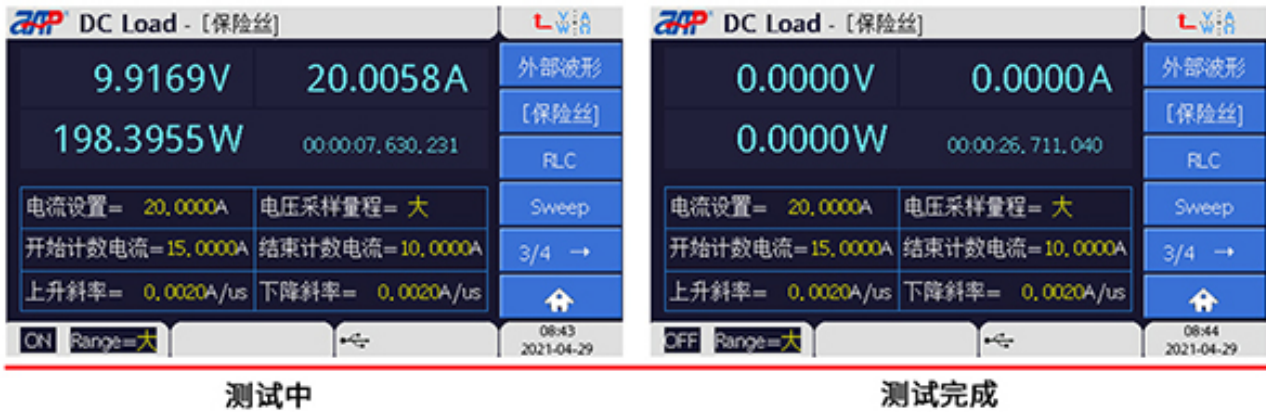 AAP DC Load - [保险丝]
9.9169V 20.0058A
198.3955W 00:00:07.630.231
电流设置= 20.0000A 电压采样量程= 大
开始计数电流=15.0000A 结束计数电流=10.0000A
上升斜率= 0.0020A/us 下降斜率= 0.0020A/us
ON Range=大
外部波形
[保险丝]
RLC
Sweep
3/4 →
08:43
2021-04-29
测试中
AAP DC Load - [保险丝]
0.0000V 0.0000A
0.0000W 00:00:26.711.040
电流设置= 20.0000A 电压采样量程= 大
开始计数电流=15.0000A 结束计数电流=10.0000A
上升斜率= 0.0020A/us 下降斜率= 0.0020A/us
OFF Range=大
外部波形
[保险丝]
RLC
Sweep
3/4 →
08:44
2021-04-29
测试完成